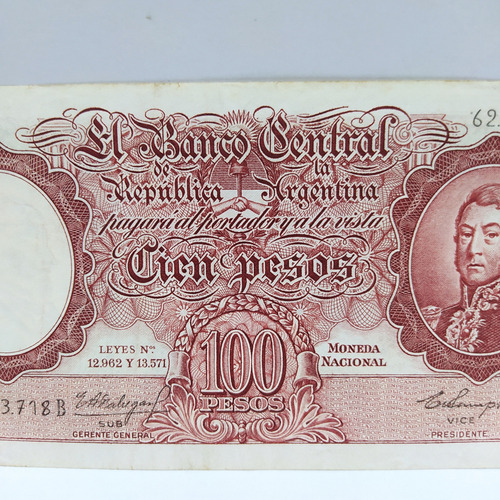 '62
El Banco Central
de la
República Argentina
pagará al portador y a la vista
Cien pesos
LEYES Nos.
12.962 Y 13.571
100
PESOS
MONEDA
NACIONAL
3.718 B
SUB
GERENTE GENERAL
VICE
PRESIDENTE